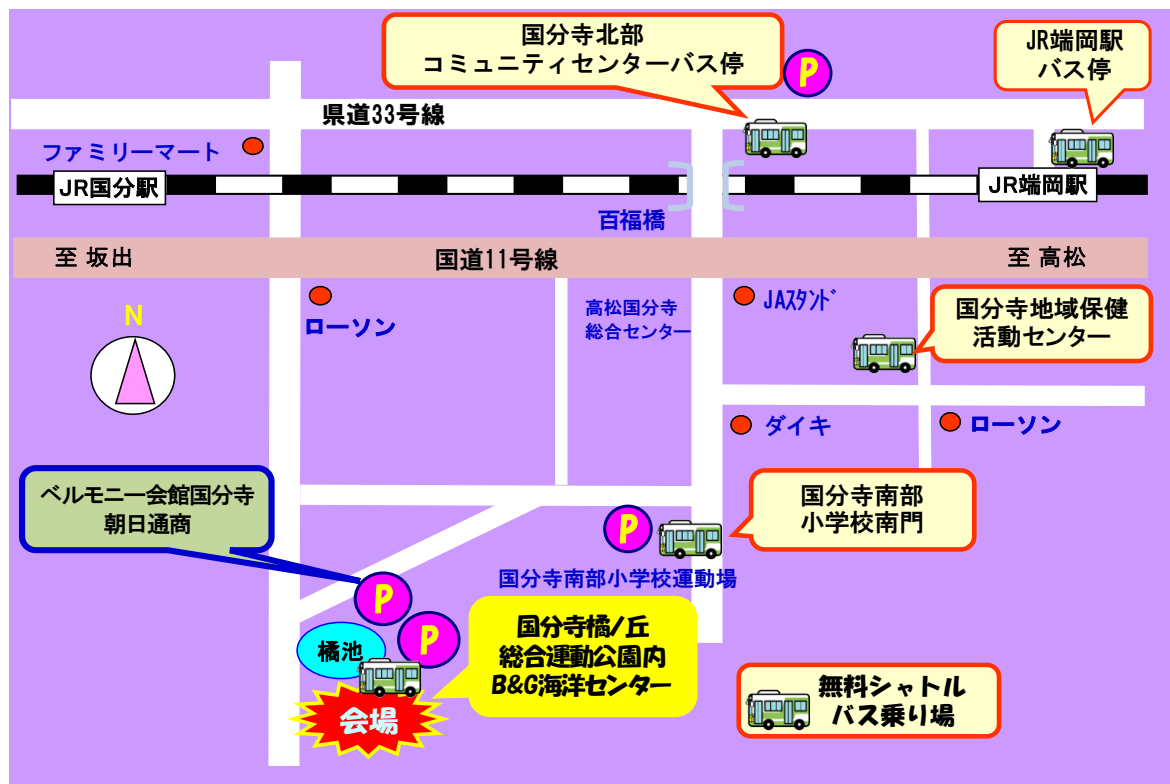 国分寺北部
コミュニティセンターバス停
P
JR端岡駅
バス停
県道33号線
ファミリーマート
JR国分駅
JR端岡駅
百福橋
至 坂出
国道11号線
至 高松
N
ローソン
高松国分寺
総合センター
JAスタンド
国分寺地域保健
活動センター
ダイキ
ローソン
ベルモニー会館国分寺
朝日通商
国分寺南部
小学校南門
P
国分寺南部小学校運動場
P
P
橘池
国分寺橘ノ丘
総合運動公園内
B&G海洋センター
会場
無料シャトル
バス乗り場